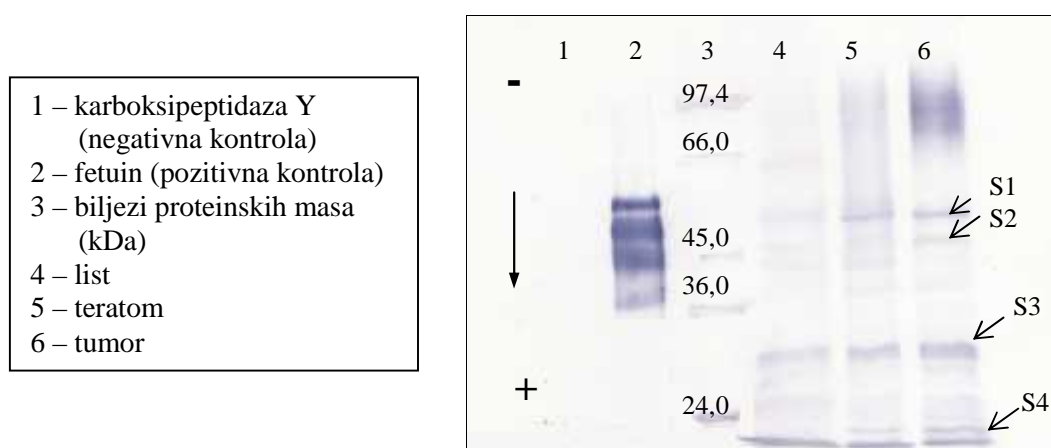 1 – karboksipeptidaza Y
(negativna kontrola)
2 – fetuin (pozitivna kontrola)
3 – biljezi proteinskih masa
(kDa)
4 – list
5 – teratom
6 – tumor
1 2 3 4 5 6
-
97,4
66,0
S1
S2
45,0
36,0
S3
+
24,0
S4